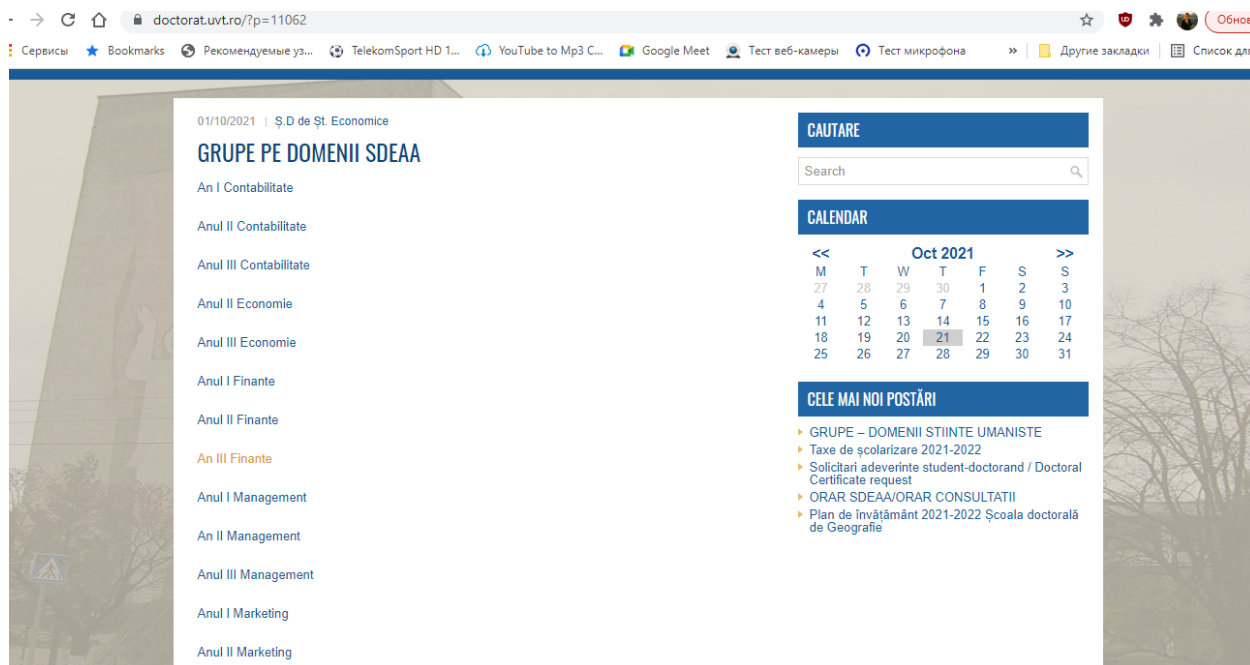 doctorat.uvt.ro/?p=11062
Сервисы Bookmarks Рекомендуемые уз... TelekomSport HD 1... YouTube to Mp3 C... Google Meet Тест веб-камеры Тест микрофона » Другие закладки Список для
01/10/2021 | Ș.D de Șt. Economice
GRUPE PE DOMENII SDEAA
An I Contabilitate
Anul II Contabilitate
Anul III Contabilitate
Anul II Economie
Anul III Economie
Anul I Finante
Anul II Finante
An III Finante
Anul I Management
An II Management
Anul III Management
Anul I Marketing
Anul II Marketing
CAUTARE
Search
CALENDAR
<< Oct 2021 >>
M T W T F S S
27 28 29 30 1 2 3
4 5 6 7 8 9 10
11 12 13 14 15 16 17
18 19 20 21 22 23 24
25 26 27 28 29 30 31
CELE MAI NOI POSTĂRI
GRUPE – DOMENII STIINTE UMANISTE
Taxe de școlarizare 2021-2022
Solicitari adeverinte student-doctorand / Doctoral
Certificate request
ORAR SDEAA/ORAR CONSULTATII
Plan de învățământ 2021-2022 Școala doctorală
de Geografie